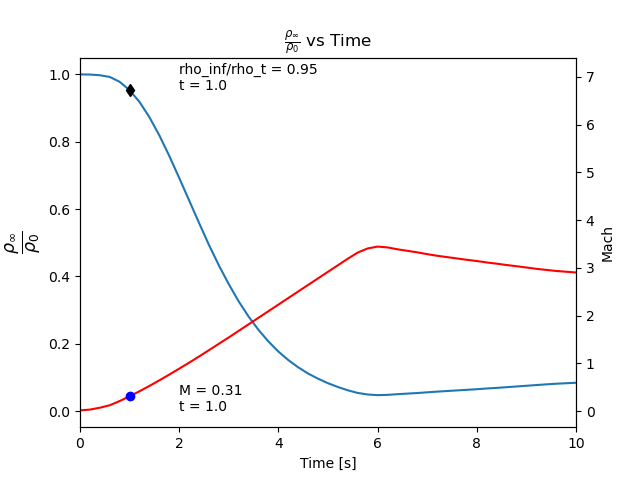 ρ∞/ρ0 vs Time
rho_inf/rho_t = 0.95
t = 1.0
M = 0.31
t = 1.0
ρ∞/ρ0
1.0
0.8
0.6
0.4
0.2
0.0
7
6
5
4
3
2
1
0
Mach
0 2 4 6 8 10
Time [s]